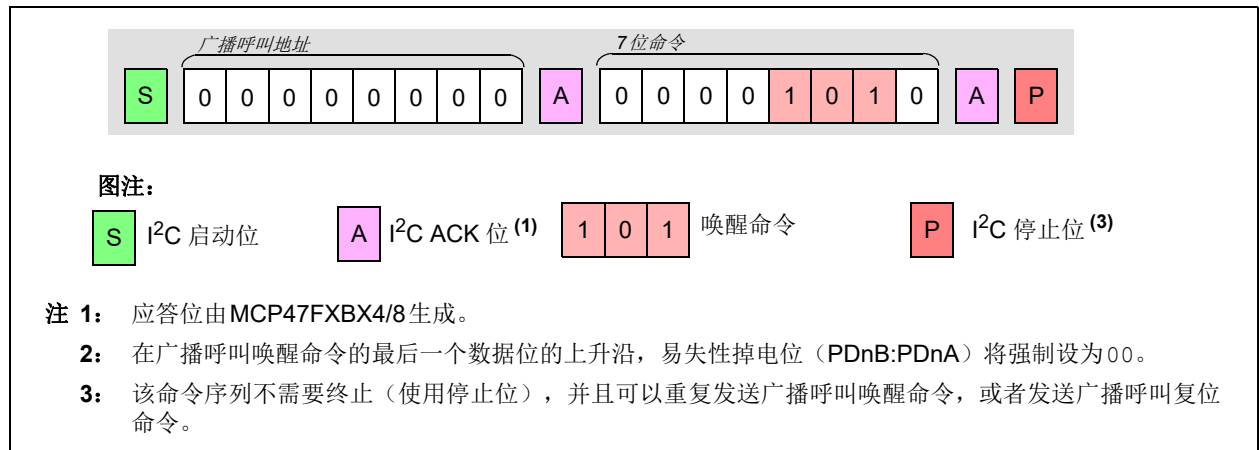 广播呼叫地址 7位命令
S 0 0 0 0 0 0 0 0 A 0 0 0 0 1 0 1 0 A P
图注：
S I²C 启动位 A I²C ACK 位 (1) 1 0 1 唤醒命令 P I²C 停止位 (3)
注 1： 应答位由MCP47FXBX4/8生成。
2： 在广播呼叫唤醒命令的最后一个数据位的上升沿，易失性掉电位（PDnB:PDnA）将强制设为00。
3： 该命令序列不需要终止（使用停止位），并且可以重复发送广播呼叫唤醒命令，或者发送广播呼叫复位
命令。